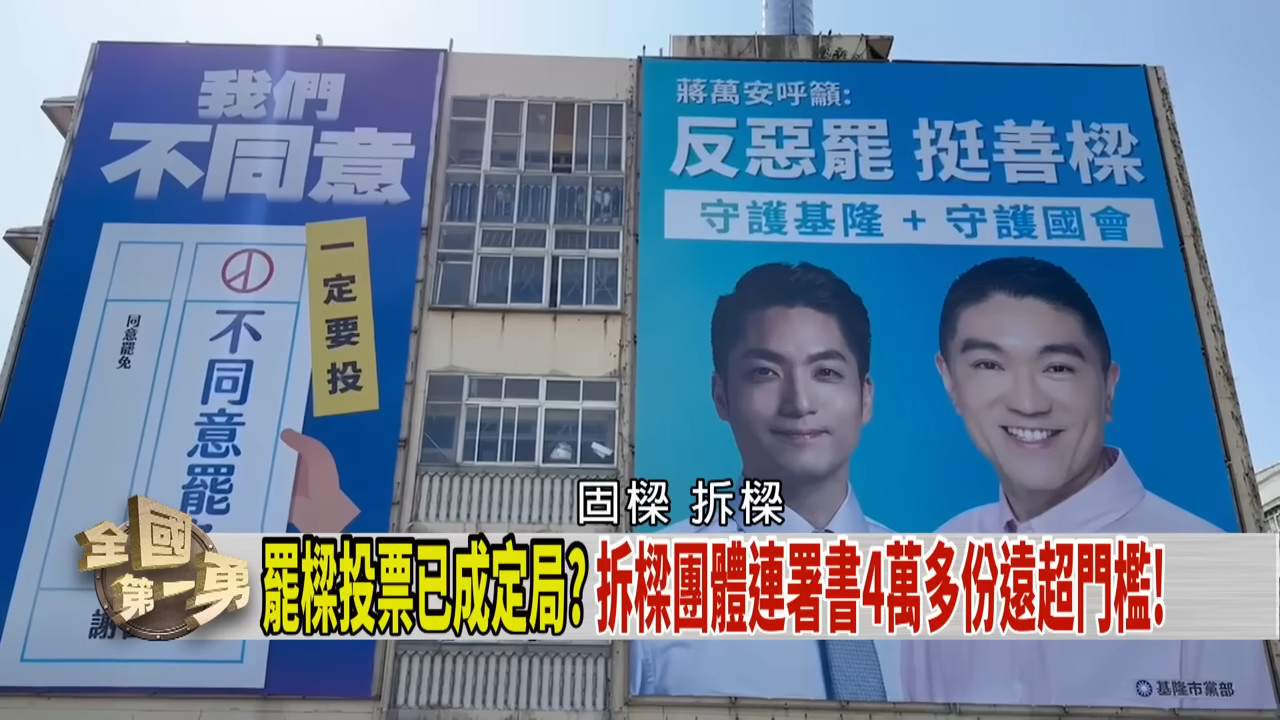 我們
不同意
一定要投
同意罷免
不同意罷
蔣萬安呼籲:
反惡罷 挺善樑
守護基隆 + 守護國會
固樑 拆樑
全國第一勇
罷樑投票已成定局? 拆樑團體連署書4萬多份遠超門檻!
基隆市黨部